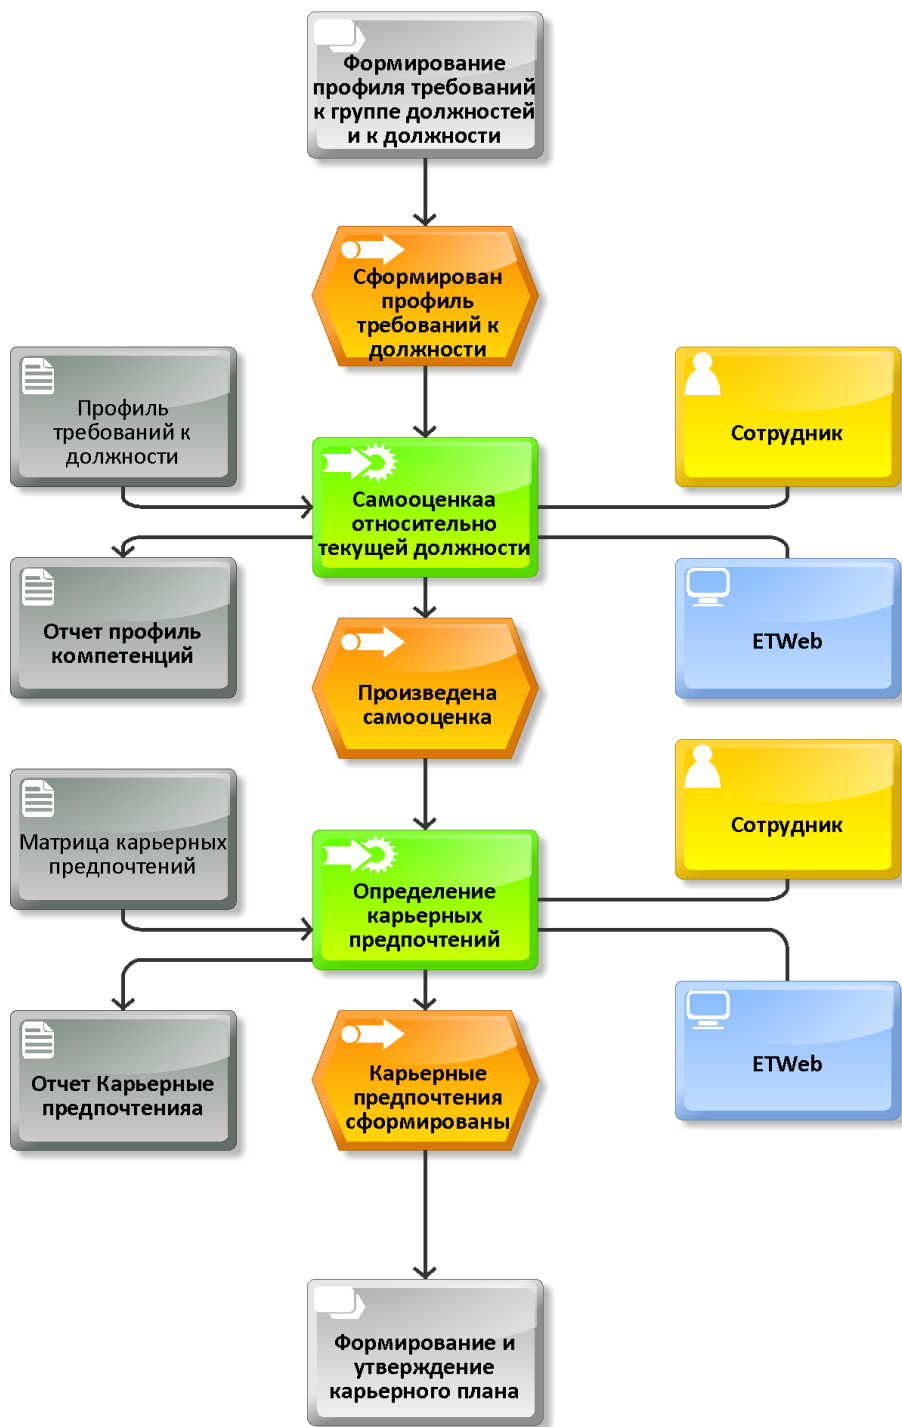 Формирование
профиля требований
к группе должностей
и к должности
Сформирован
профиль
требований к
должности
Профиль
требований к
должности
Самооценкаа
относительно
текущей должности
Сотрудник
Отчет профиль
компетенций
ETWeb
Произведена
самооценка
Матрица карьерных
предпочтений
Сотрудник
Определение
карьерных
предпочтений
Отчет Карьерные
предпочтенияа
Карьерные
предпочтения
сформированы
ETWeb
Формирование и
утверждение
карьерного плана